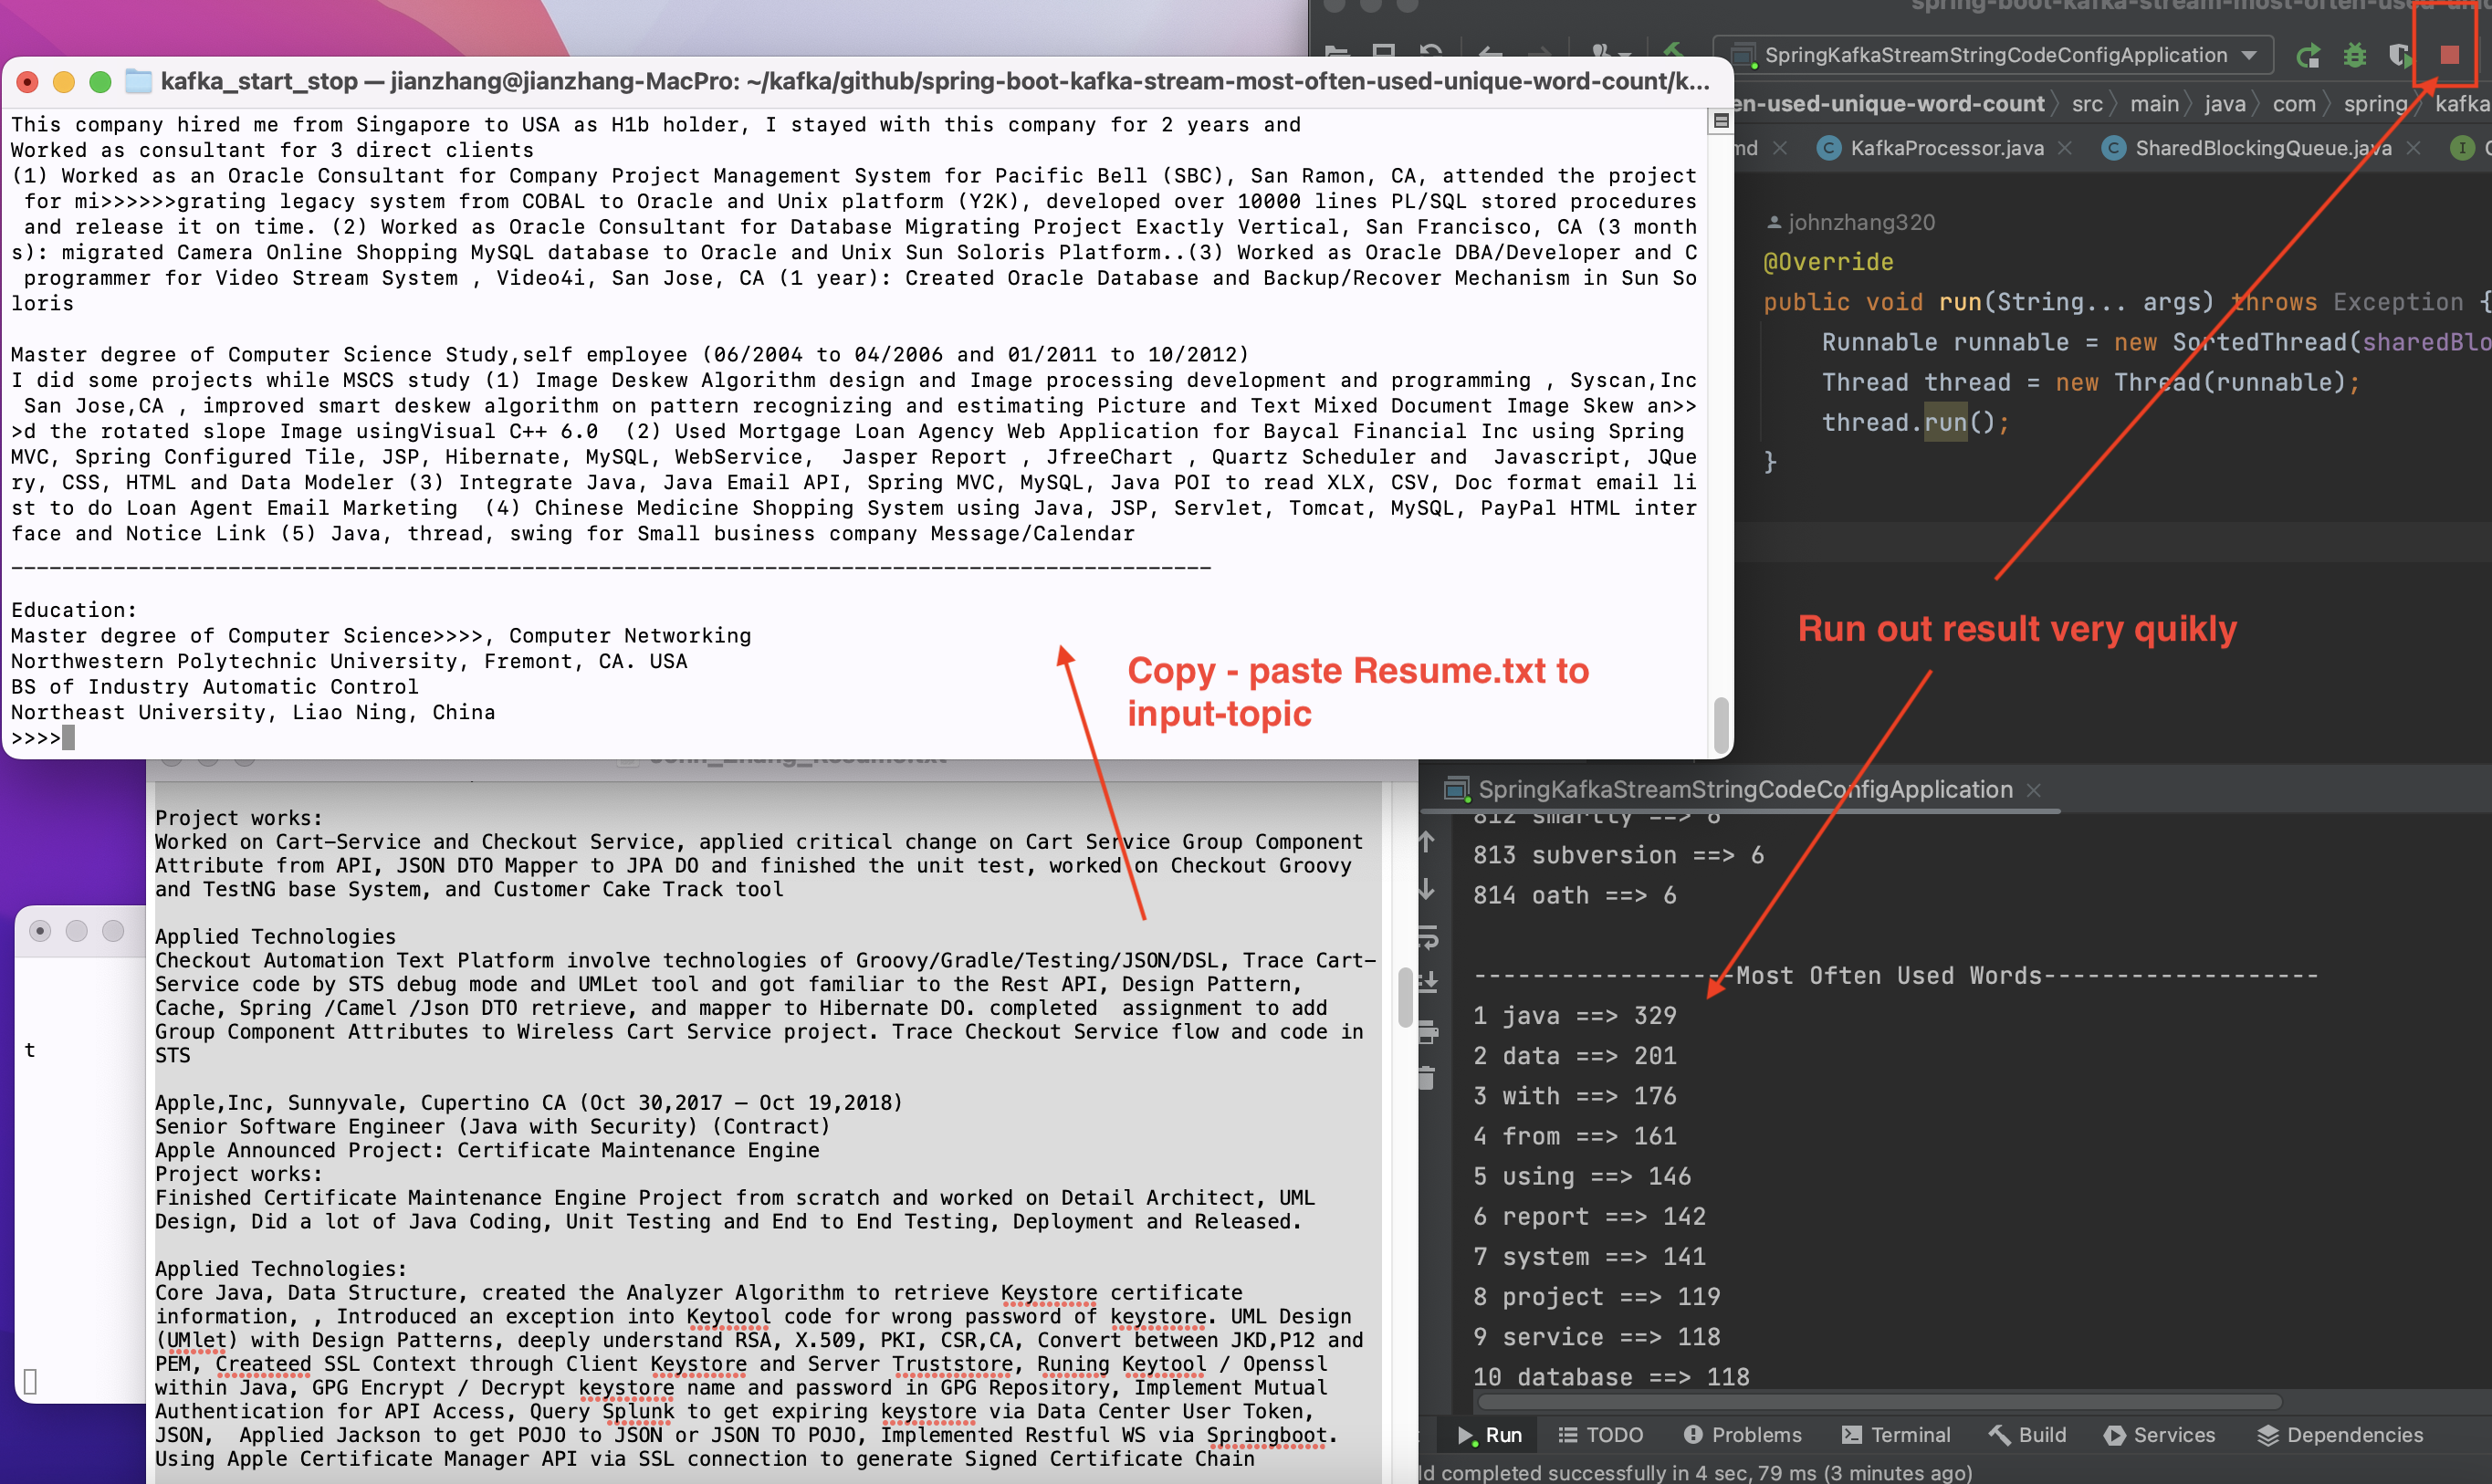 spring-boot-kafka-stream-most-often-used-
SpringKafkaStreamStringCodeConfigApplication
kafka_start_stop — jianzhang@jianzhang-MacPro: ~/kafka/github/spring-boot-kafka-stream-most-often-used-unique-word-count/k...
This company hired me from Singapore to USA as H1b holder, I stayed with this company for 2 years and
Worked as consultant for 3 direct clients
(1) Worked as an Oracle Consultant for Company Project Management System for Pacific Bell (SBC), San Ramon, CA, attended the project
for mi>>>>>>grating legacy system from COBAL to Oracle and Unix platform (Y2K), developed over 10000 lines PL/SQL stored procedures
and release it on time. (2) Worked as Oracle Consultant for Database Migrating Project Exactly Vertical, San Francisco, CA (3 month
s): migrated Camera Online Shopping MySQL database to Oracle and Unix Sun Soloris Platform..(3) Worked as Oracle DBA/Developer and C
programmer for Video Stream System , Video4i, San Jose, CA (1 year): Created Oracle Database and Backup/Recover Mechanism in Sun So
loris
Master degree of Computer Science Study,self employee (06/2004 to 04/2006 and 01/2011 to 10/2012)
I did some projects while MSCS study (1) Image Deskew Algorithm design and Image processing development and programming , Syscan,Inc
San Jose,CA , improved smart deskew algorithm on pattern recognizing and estimating Picture and Text Mixed Document Image Skew an>>
>d the rotated slope Image usingVisual C++ 6.0  (2) Used Mortgage Loan Agency Web Application for Baycal Financial Inc using Spring
MVC, Spring Configured Tile, JSP, Hibernate, MySQL, WebService,  Jasper Report , JfreeChart , Quartz Scheduler and  Javascript, JQue
ry, CSS, HTML and Data Modeler (3) Integrate Java, Java Email API, Spring MVC, MySQL, Java POI to read XLX, CSV, Doc format email li
st to do Loan Agent Email Marketing  (4) Chinese Medicine Shopping System using Java, JSP, Servlet, Tomcat, MySQL, PayPal HTML inter
face and Notice Link (5) Java, thread, swing for Small business company Message/Calendar
----------------------------------------------------------------------------------------------
Education:
Master degree of Computer Science>>>>, Computer Networking
Northwestern Polytechnic University, Fremont, CA. USA
BS of Industry Automatic Control
Northeast University, Liao Ning, China
>>>>
Copy - paste Resume.txt to
input-topic
en-used-unique-word-count src main java com spring kafka
md KafkaProcessor.java SharedBlockingQueue.java
johnzhang320
@Override
public void run(String... args) throws Exception {
Runnable runnable = new SortedThread(sharedBlo
Thread thread = new Thread(runnable);
thread.run();
}
Run out result very quikly
John_Zhang_Resume.txt
Project works:
Worked on Cart-Service and Checkout Service, applied critical change on Cart Service Group Component
Attribute from API, JSON DTO Mapper to JPA DO and finished the unit test, worked on Checkout Groovy
and TestNG base System, and Customer Cake Track tool
Applied Technologies
Checkout Automation Text Platform involve technologies of Groovy/Gradle/Testing/JSON/DSL, Trace Cart-
Service code by STS debug mode and UMLet tool and got familiar to the Rest API, Design Pattern,
Cache, Spring /Camel /Json DTO retrieve, and mapper to Hibernate DO. completed  assignment to add
Group Component Attributes to Wireless Cart Service project. Trace Checkout Service flow and code in
STS
Apple,Inc, Sunnyvale, Cupertino CA (Oct 30,2017 – Oct 19,2018)
Senior Software Engineer (Java with Security) (Contract)
Apple Announced Project: Certificate Maintenance Engine
Project works:
Finished Certificate Maintenance Engine Project from scratch and worked on Detail Architect, UML
Design, Did a lot of Java Coding, Unit Testing and End to End Testing, Deployment and Released.
Applied Technologies:
Core Java, Data Structure, created the Analyzer Algorithm to retrieve Keystore certificate
information, , Introduced an exception into Keytool code for wrong password of keystore. UML Design
(UMlet) with Design Patterns, deeply understand RSA, X.509, PKI, CSR,CA, Convert between JKD,P12 and
PEM, Createed SSL Context through Client Keystore and Server Truststore, Runing Keytool / Openssl
within Java, GPG Encrypt / Decrypt keystore name and password in GPG Repository, Implement Mutual
Authentication for API Access, Query Splunk to get expiring keystore via Data Center User Token,
JSON,  Applied Jackson to get POJO to JSON or JSON TO POJO, Implemented Restful WS via Springboot.
Using Apple Certificate Manager API via SSL connection to generate Signed Certificate Chain
t
SpringKafkaStreamStringCodeConfigApplication
812 smartly ==> 6
813 subversion ==> 6
814 oath ==> 6
------------------Most Often Used Words-------------------
1 java ==> 329
2 data ==> 201
3 with ==> 176
4 from ==> 161
5 using ==> 146
6 report ==> 142
7 system ==> 141
8 project ==> 119
9 service ==> 118
10 database ==> 118
Run TODO Problems Terminal Build Services Dependencies
ld completed successfully in 4 sec, 79 ms (3 minutes ago)